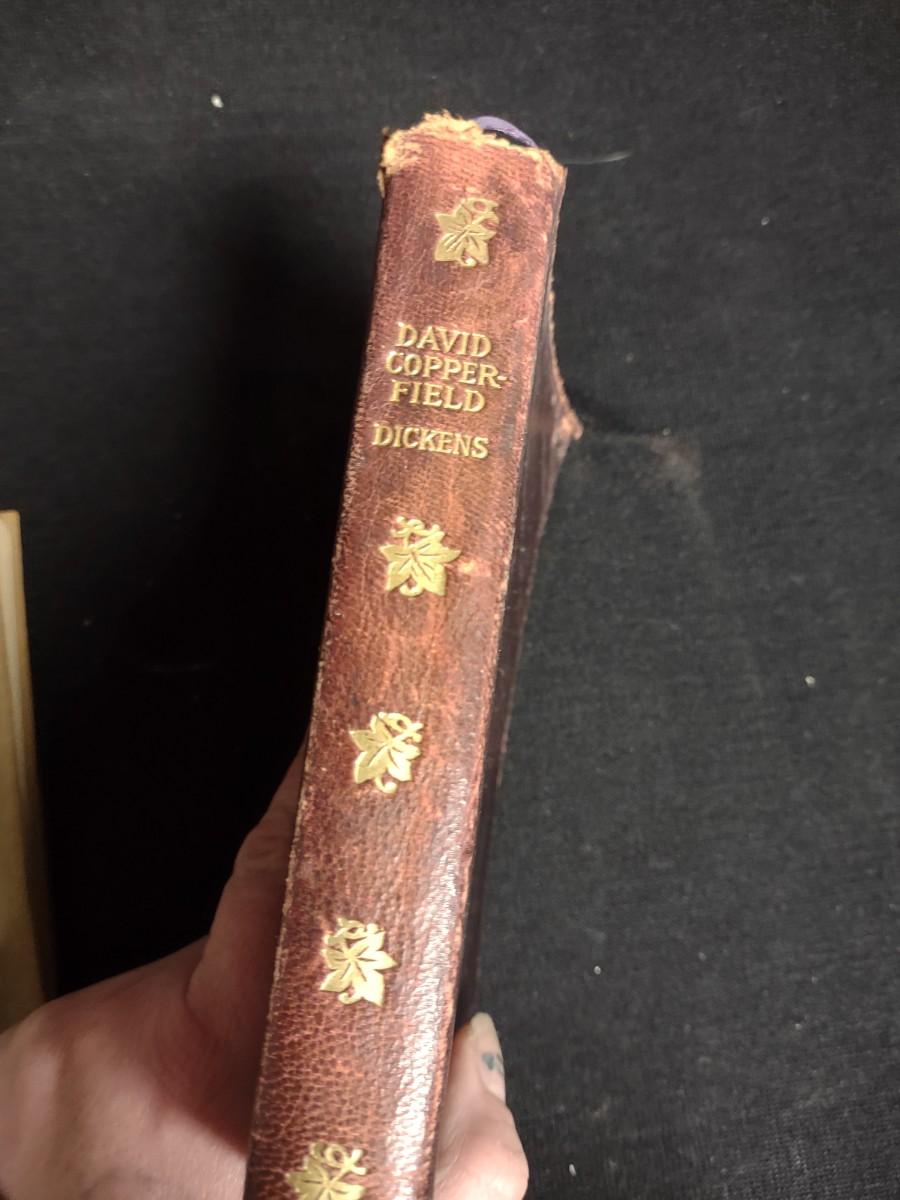 DAVID
COPPER-
FIELD
DICKENS